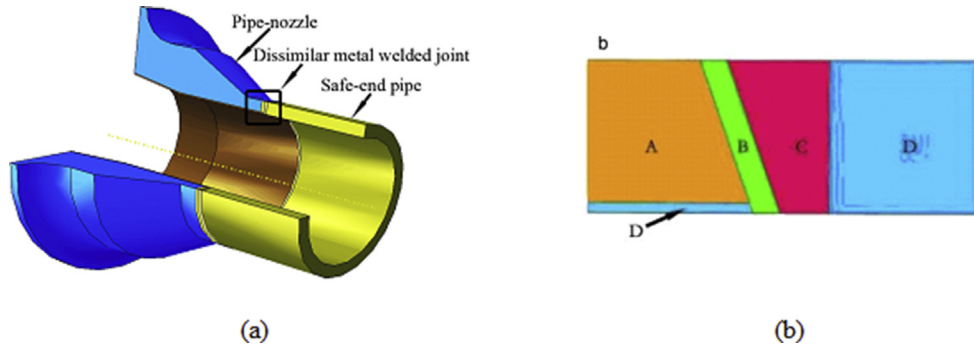 Pipe-nozzle
Dissimilar metal welded joint
Safe-end pipe
b
A
B
C
D
D
(a)
(b)